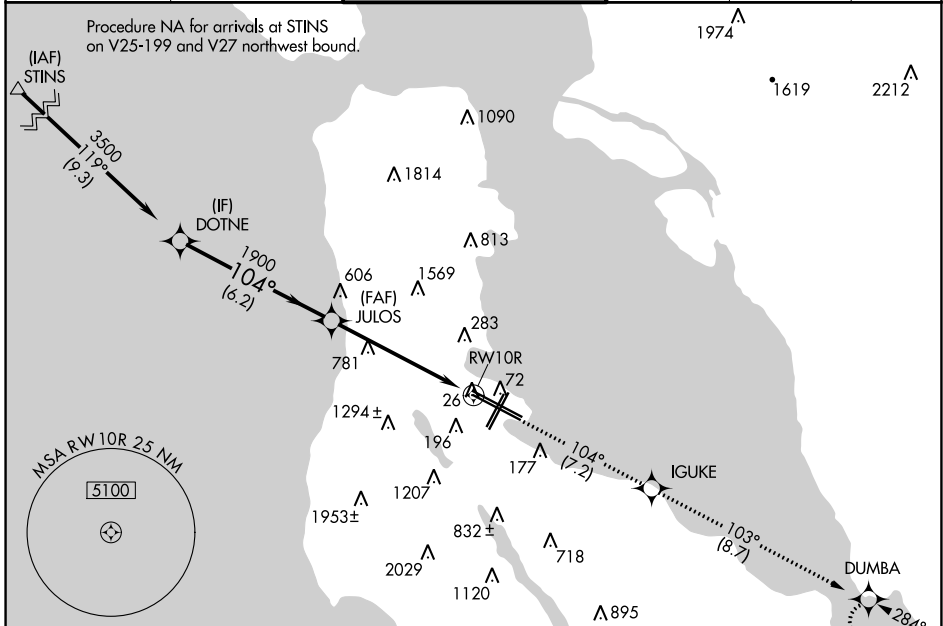 Procedure NA for arrivals at STINS
on V25-199 and V27 northwest bound.
1974
(IAF)
STINS
1619
2212
1090
3500
119°
(9.3)
1814
(IF)
DOTNE
813
1900
104°
(6.2)
606
1569
(FAF)
JULOS
283
781
RW10R
72
26
1294 ±
196
104°
(7.2)
177
IGUKE
MSA RW 10R 25 NM
5100
1207
1953 ±
832 ±
103°
(8.7)
718
2029
DUMBA
1120
895
284°